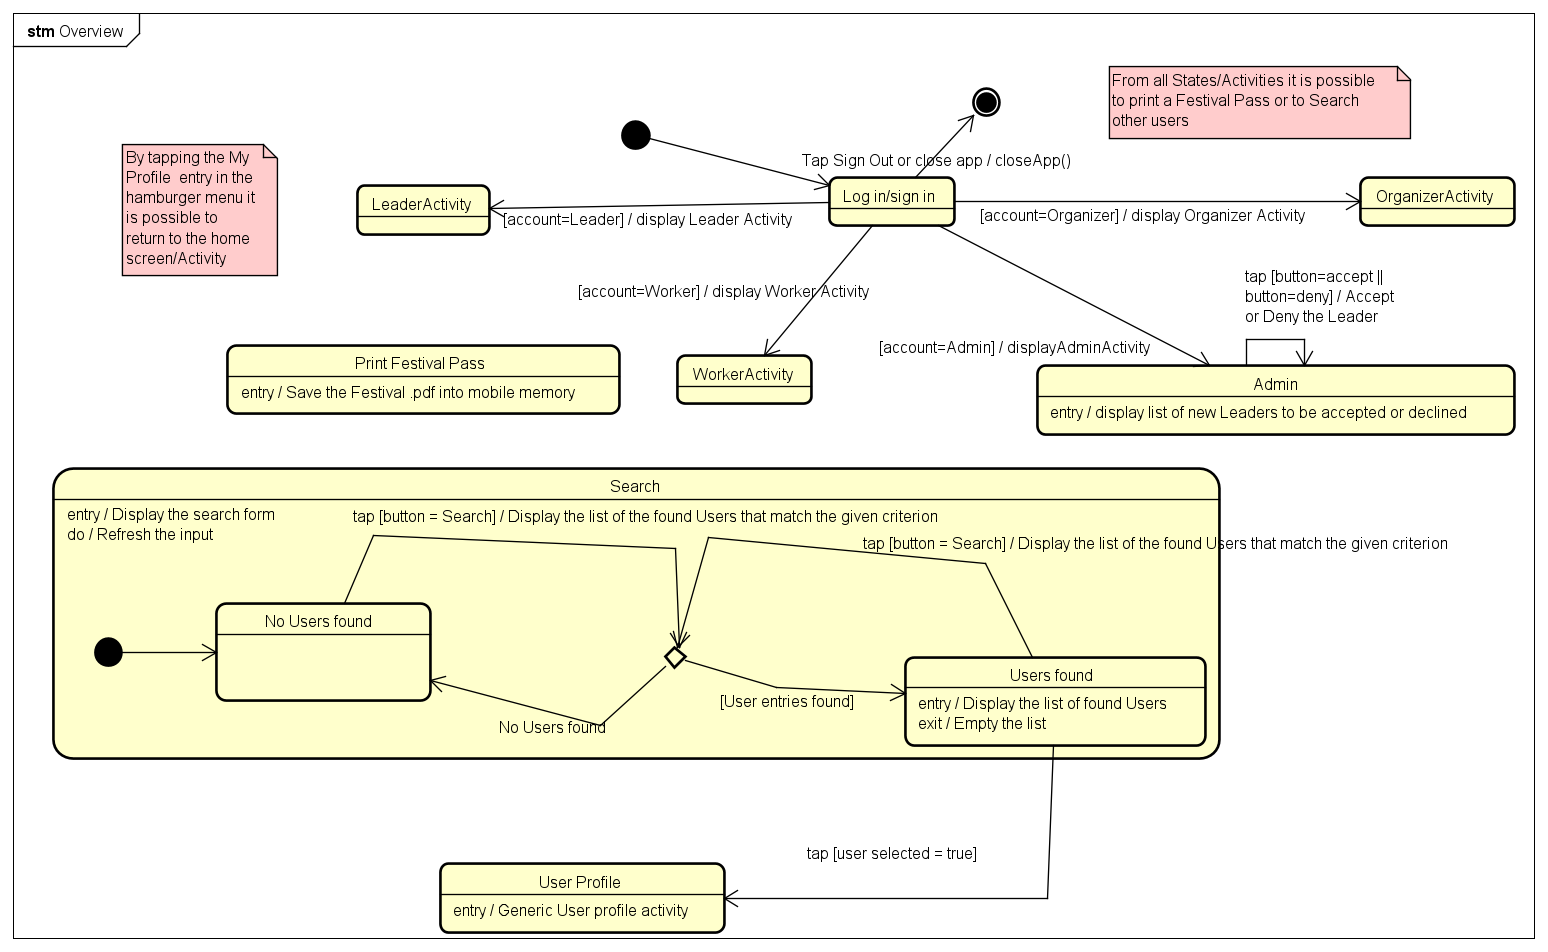 stm Overview
From all States/Activities it is possible
to print a Festival Pass or to Search
other users
By tapping the My
Profile  entry in the
hamburger menu it
is possible to
return to the home
screen/Activity
Tap Sign Out or close app / closeApp()
LeaderActivity
Log in/sign in
OrganizerActivity
[account=Leader] / display Leader Activity
[account=Organizer] / display Organizer Activity
[account=Worker] / display Worker Activity
tap [button=accept ||
button=deny] / Accept
or Deny the Leader
[account=Admin] / displayAdminActivity
Print Festival Pass
entry / Save the Festival .pdf into mobile memory
WorkerActivity
Admin
entry / display list of new Leaders to be accepted or declined
Search
entry / Display the search form
do / Refresh the input
tap [button = Search] / Display the list of the found Users that match the given criterion
tap [button = Search] / Display the list of the found Users that match the given criterion
No Users found
Users found
entry / Display the list of found Users
exit / Empty the list
[User entries found]
No Users found
tap [user selected = true]
User Profile
entry / Generic User profile activity